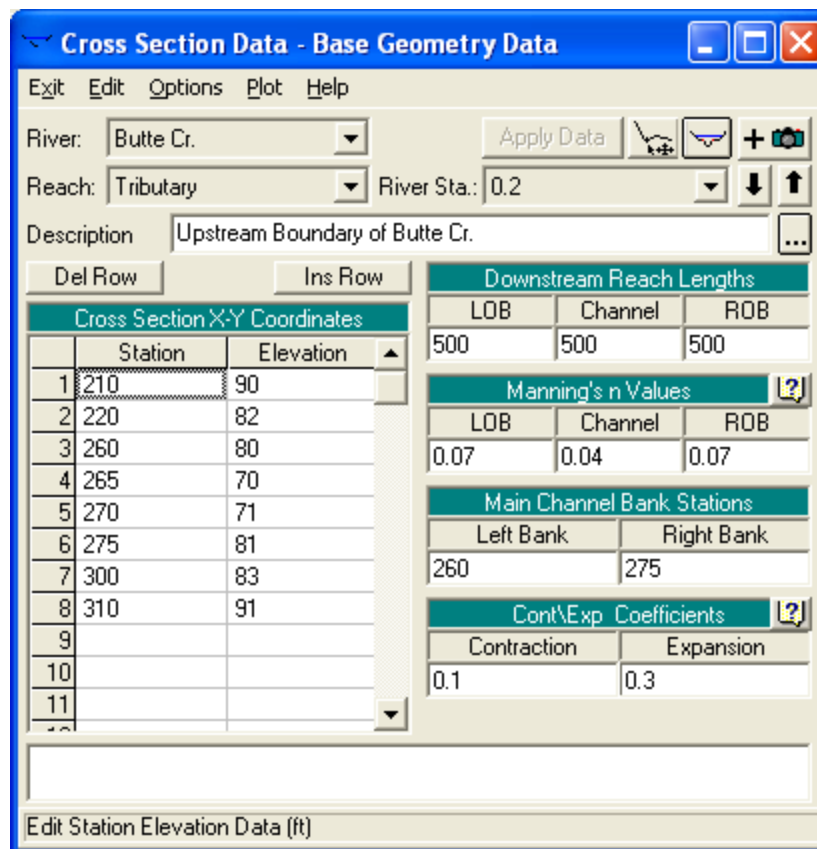 Cross Section Data - Base Geometry Data
Exit Edit Options Plot Help
River: Butte Cr. Apply Data
Reach: Tributary River Sta.: 0.2
Description Upstream Boundary of Butte Cr. ...
Del Row Ins Row Downstream Reach Lengths
Cross Section X-Y Coordinates LOB Channel ROB
Station Elevation 500 500 500
1 210 90 Manning's n Values
2 220 82 LOB Channel ROB
3 260 80 0.07 0.04 0.07
4 265 70 Main Channel Bank Stations
5 270 71 Left Bank Right Bank
6 275 81 260 275
7 300 83
8 310 91 Cont\Exp Coefficients
9 Contraction Expansion
10 0.1 0.3
11
Edit Station Elevation Data (ft)